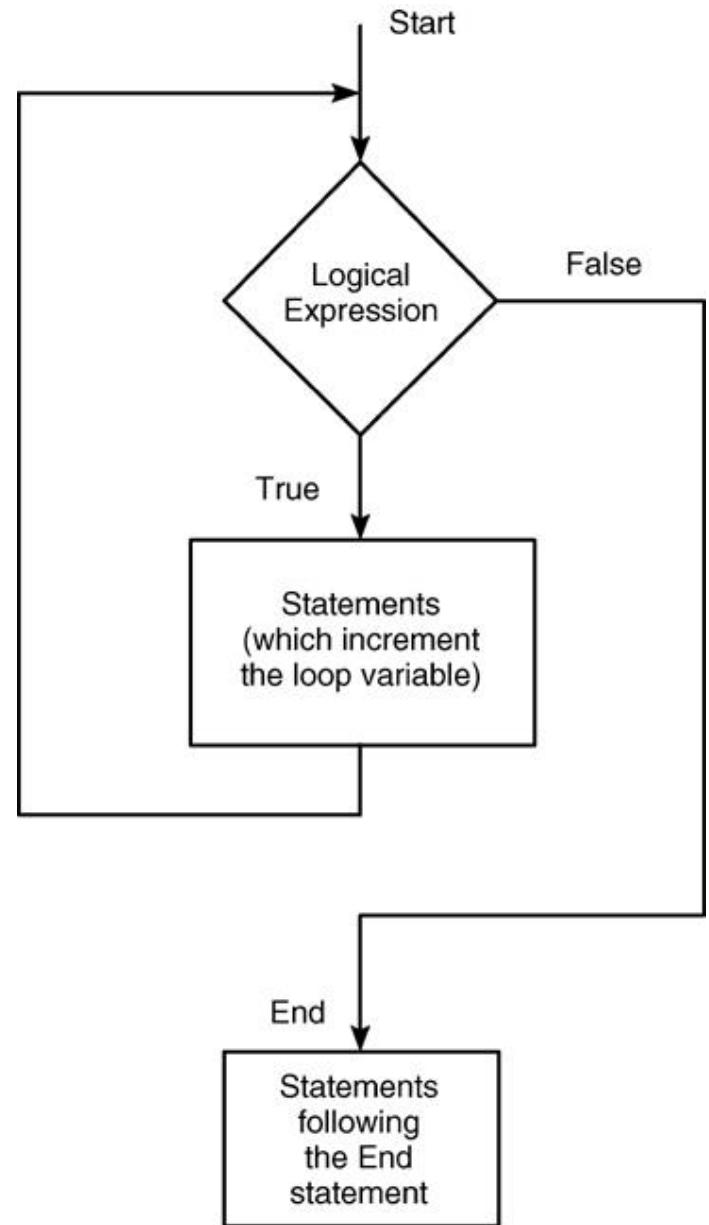 Start
Logical
Expression
False
True
Statements
(which increment
the loop variable)
End
Statements
following
the End
statement